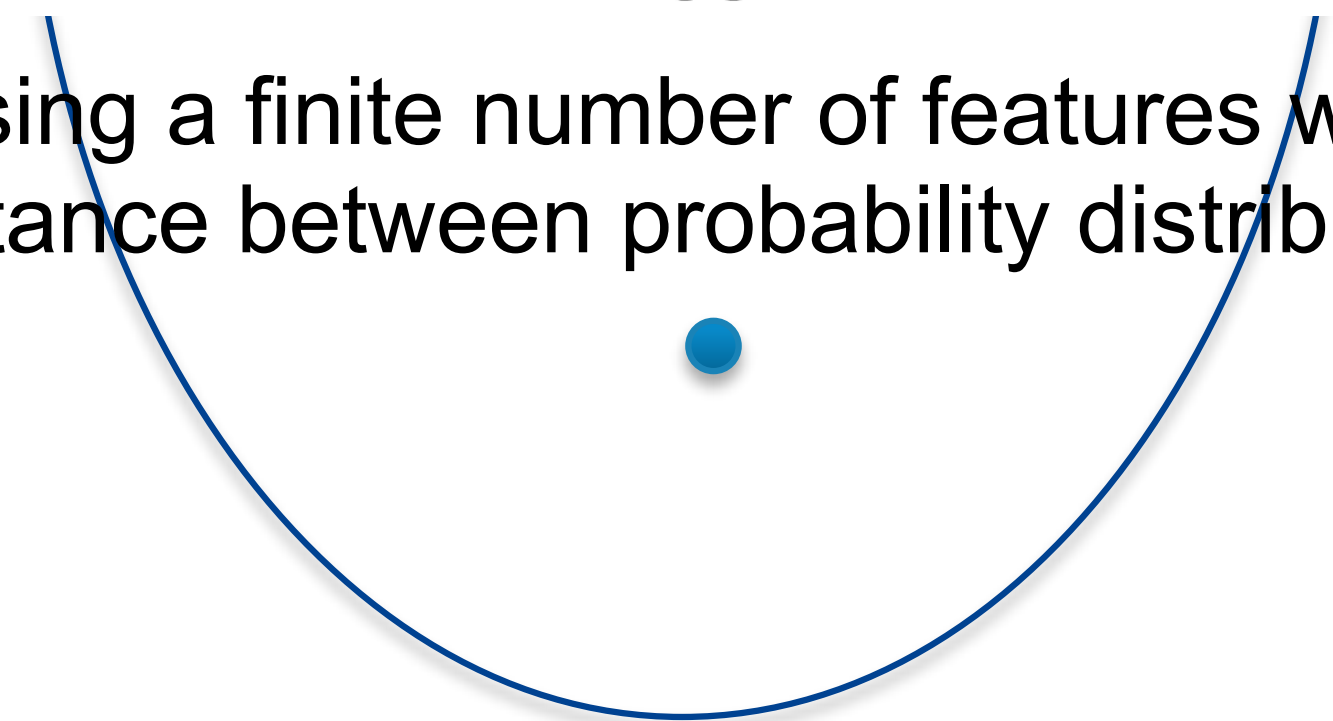 sing a finite number of features w
tance between probability distrib